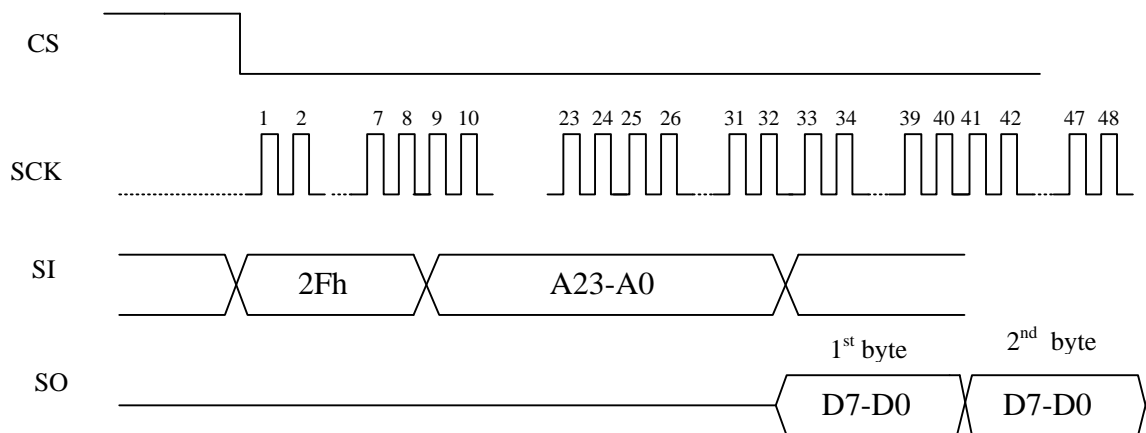 CS
1 2 7 8 9 10 23 24 25 26 31 32 33 34 39 40 41 42 47 48
SCK
SI
2Fh A23-A0
1st byte 2nd byte
SO
D7-D0 D7-D0